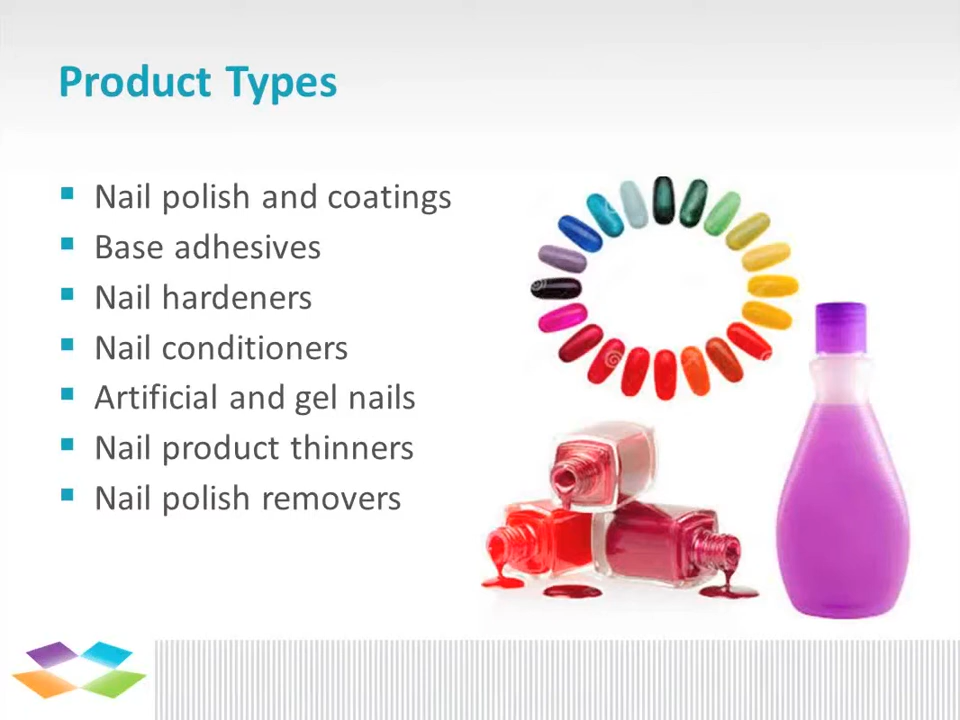 Product Types
Nail polish and coatings
Base adhesives
Nail hardeners
Nail conditioners
Artificial and gel nails
Nail product thinners
Nail polish removers